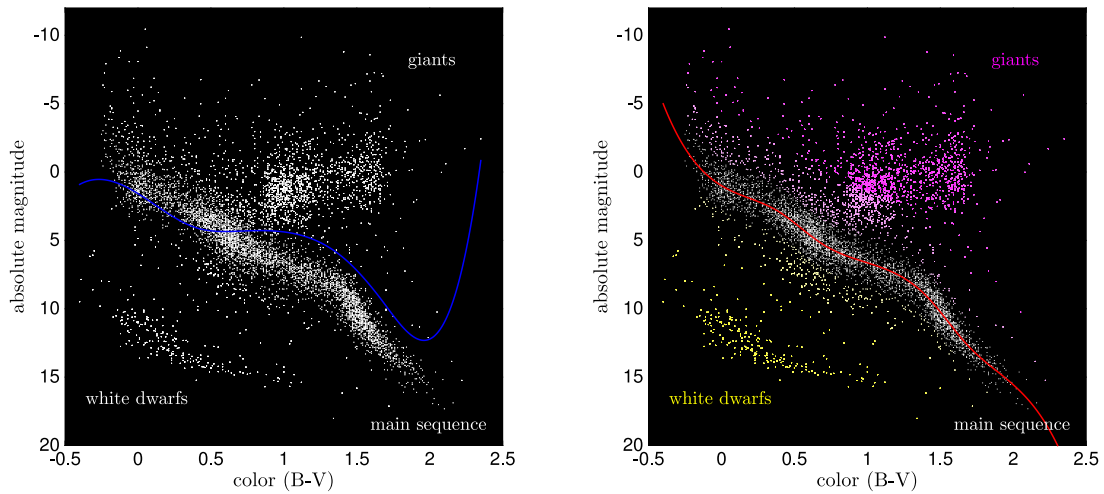 -10
-5
0
5
10
15
20
absolute magnitude
giants
white dwarfs
main sequence
-0.5 0 0.5 1 1.5 2 2.5
color (B-V)
-10
-5
0
5
10
15
20
absolute magnitude
giants
white dwarfs
main sequence
-0.5 0 0.5 1 1.5 2 2.5
color (B-V)